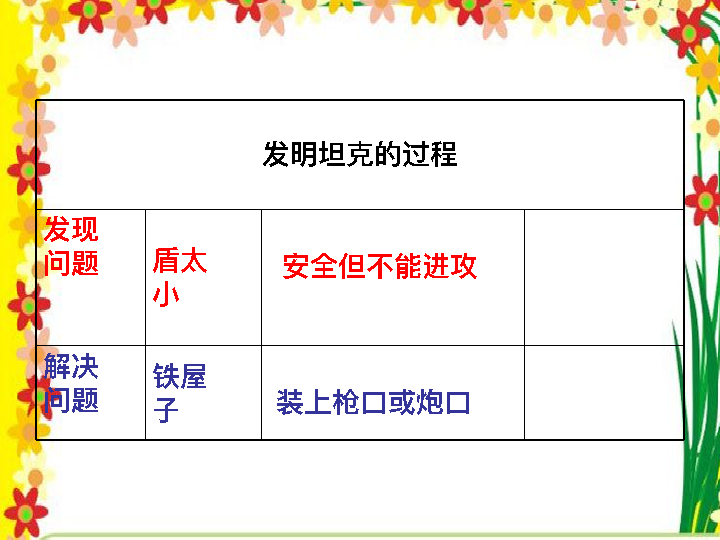 发明坦克的过程
发现
问题
盾太
小
安全但不能进攻
解决
问题
铁屋
子
装上枪口或炮口